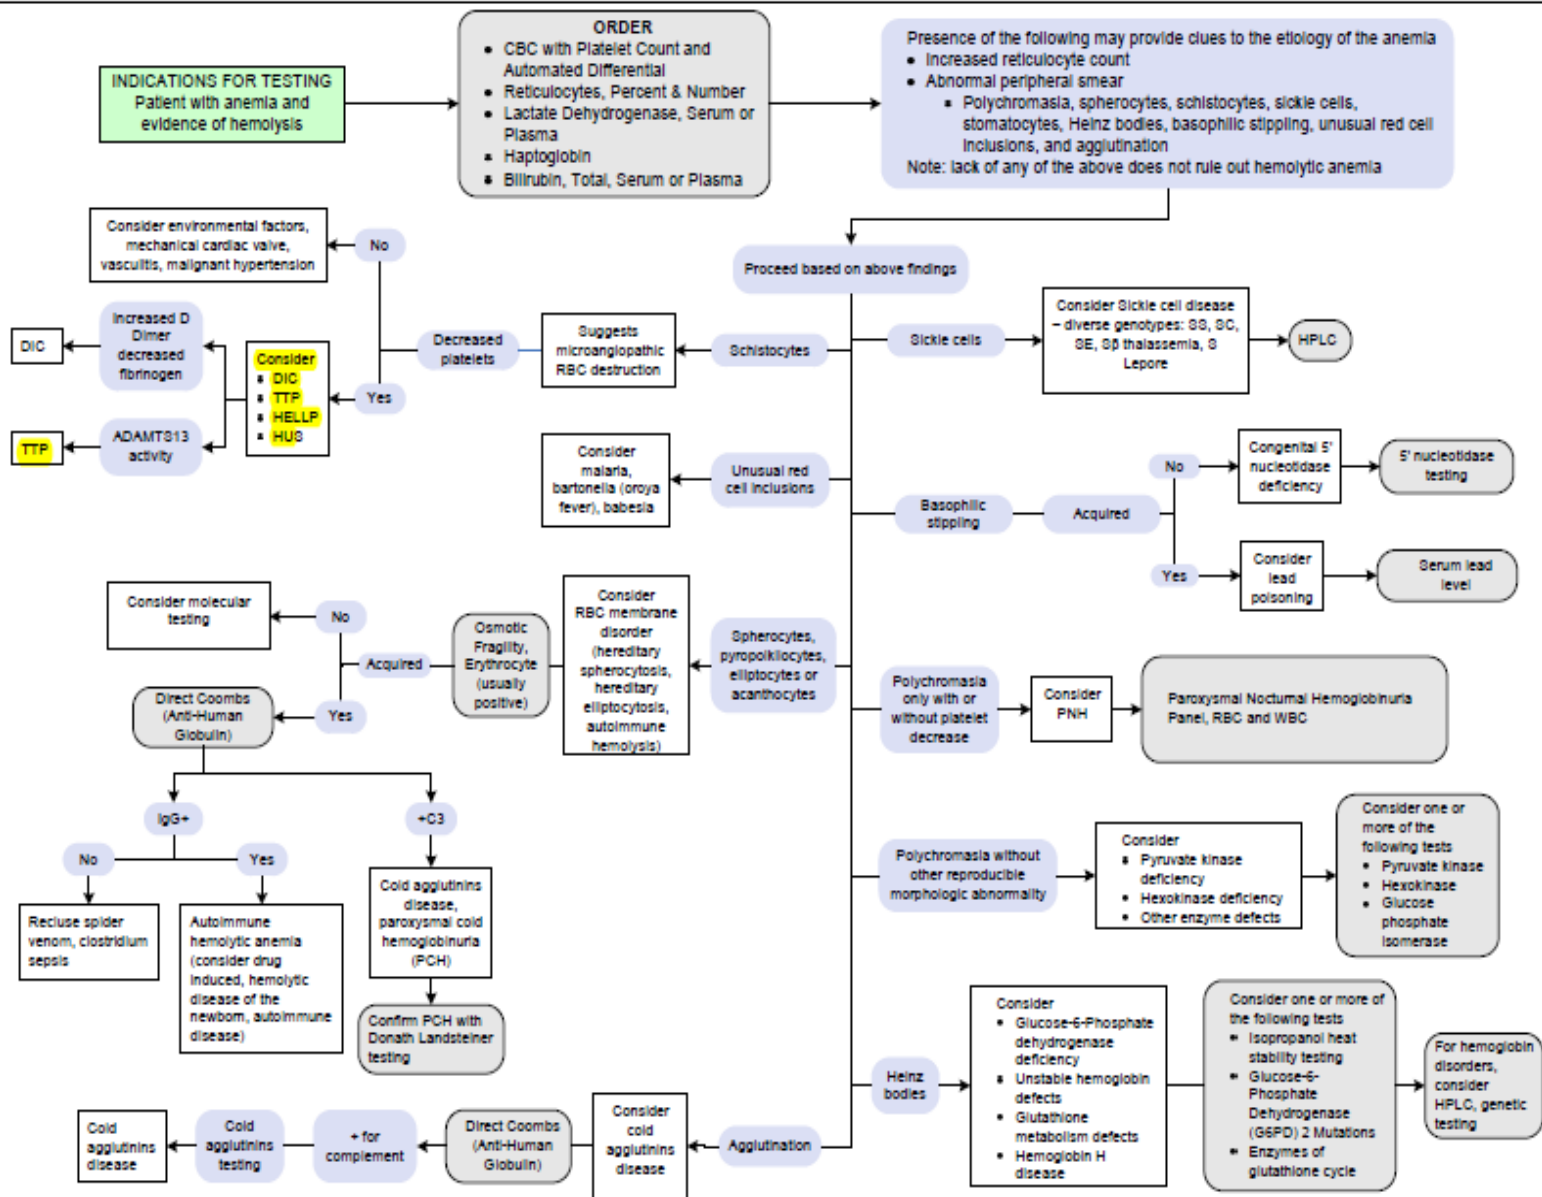 INDICATIONS FOR TESTING
Patient with anemia and
evidence of hemolysis
ORDER
• CBC with Platelet Count and
Automated Differential
• Reticulocytes, Percent & Number
• Lactate Dehydrogenase, Serum or
Plasma
• Haptoglobin
• Bilirubin, Total, Serum or Plasma
Presence of the following may provide clues to the etiology of the anemia
• Increased reticulocyte count
• Abnormal peripheral smear
• Polychromasia, spherocytes, schistocytes, sickle cells,
stomatocytes, Heinz bodies, basophilic stippling, unusual red cell
inclusions, and agglutination
Note: lack of any of the above does not rule out hemolytic anemia
Proceed based on above findings
Consider environmental factors,
mechanical cardiac valve,
vasculitis, malignant hypertension
No
DIC
Increased D
Dimer
decreased
fibrinogen
Consider
• DIC
• TTP
• HELLP
• HUS
Yes
Decreased
platelets
Suggests
microangiopathic
RBC destruction
Schistocytes
TTP
ADAMTS13
activity
Sickle cells
Consider Sickle cell disease
– diverse genotypes: SS, SC,
SE, Sβ thalassemia, S
Lepore
HPLC
Consider
malaria,
bartonella (oroya
fever), babesia
Unusual red
cell inclusions
Basophilic
stippling
Acquired
No
Congenital 5'
nucleotidase
deficiency
5' nucleotidase
testing
Yes
Consider
lead
poisoning
Serum lead
level
Consider molecular
testing
No
Acquired
Yes
Osmotic
Fragility,
Erythrocyte
(usually
positive)
Consider
RBC membrane
disorder
(hereditary
spherocytosis,
hereditary
elliptocytosis,
autoimmune
hemolysis)
Spherocytes,
pyropoikilocytes,
elliptocytes or
acanthocytes
Direct Coombs
(Anti-Human
Globulin)
IgG+
No
Yes
Recluse spider
venom, clostridium
sepsis
Autoimmune
hemolytic anemia
(consider drug
induced, hemolytic
disease of the
newborn, autoimmune
disease)
+C3
Cold agglutinins
disease,
paroxysmal cold
hemoglobinuria
(PCH)
Confirm PCH with
Donath Landsteiner
testing
Polychromasia
only with or
without platelet
decrease
Consider
PNH
Paroxysmal Nocturnal Hemoglobinuria
Panel, RBC and WBC
Polychromasia without
other reproducible
morphologic abnormality
Consider
• Pyruvate kinase
deficiency
• Hexokinase deficiency
• Other enzyme defects
Consider one or
more of the
following tests
• Pyruvate kinase
• Hexokinase
• Glucose
phosphate
isomerase
Heinz
bodies
Consider
• Glucose-6-Phosphate
dehydrogenase
deficiency
• Unstable hemoglobin
defects
• Glutathione
metabolism defects
• Hemoglobin H
disease
Consider one or more of
the following tests
• Isopropanol heat
stability testing
• Glucose-6-
Phosphate
Dehydrogenase
(G6PD) 2 Mutations
• Enzymes of
glutathione cycle
For hemoglobin
disorders,
consider
HPLC, genetic
testing
Cold
agglutinins
disease
Cold
agglutinins
testing
+ for
complement
Direct Coombs
(Anti-Human
Globulin)
Consider
cold
agglutinins
disease
Agglutination